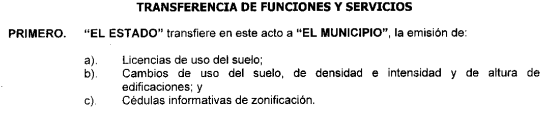 TRANSFERENCIA DE FUNCIONES Y SERVICIOS
PRIMERO. "EL ESTADO" transfiere en este acto a "EL MUNICIPIO", la emisión de:
a). Licencias de uso del suelo;
b). Cambios de uso del suelo, de densidad e intensidad y de altura de
edificaciones; y
c). Cédulas informativas de zonificación.